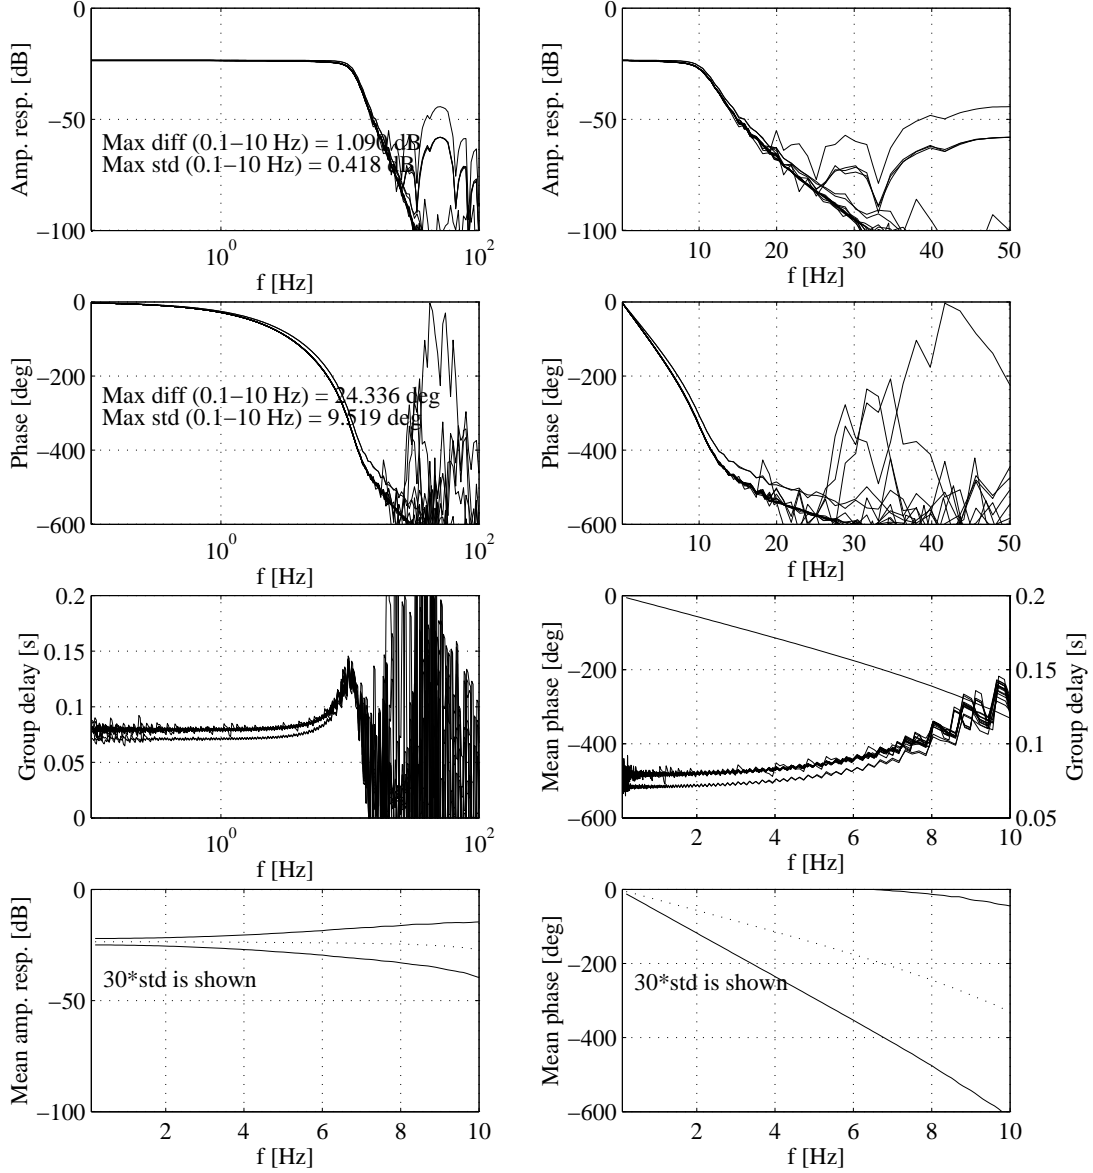 0
−50
−100
Amp. resp. [dB]
Max diff (0.1−10 Hz) = 1.090 dB
Max std (0.1−10 Hz) = 0.418 dB
10^0
10^2
f [Hz]
0
−50
−100
Amp. resp. [dB]
10
20
30
40
50
f [Hz]
0
−200
−400
−600
Phase [deg]
Max diff (0.1−10 Hz) = 24.336 deg
Max std (0.1−10 Hz) = 9.519 deg
10^0
10^2
f [Hz]
0
−200
−400
−600
Phase [deg]
10
20
30
40
50
f [Hz]
0.2
0.15
0.1
0.05
0
Group delay [s]
10^0
10^2
f [Hz]
0
−200
−400
−600
Mean phase [deg]
0.2
0.15
0.1
0.05
Group delay [s]
2
4
6
8
10
f [Hz]
0
−50
−100
Mean amp. resp. [dB]
30*std is shown
2
4
6
8
10
f [Hz]
0
−200
−400
−600
Mean phase [deg]
30*std is shown
2
4
6
8
10
f [Hz]